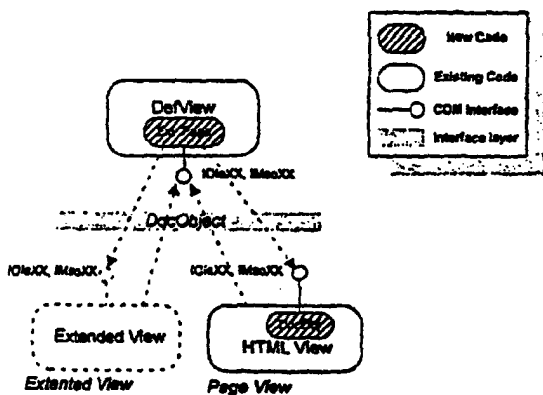 New Code
Existing Code
COM Interface
Interface layer
DefView
IOleXX, IMsoXX
DocObject
IOleXX, IMsoXX
IOleXX, IMsoXX
Extended View
HTML View
Extented View
Page View